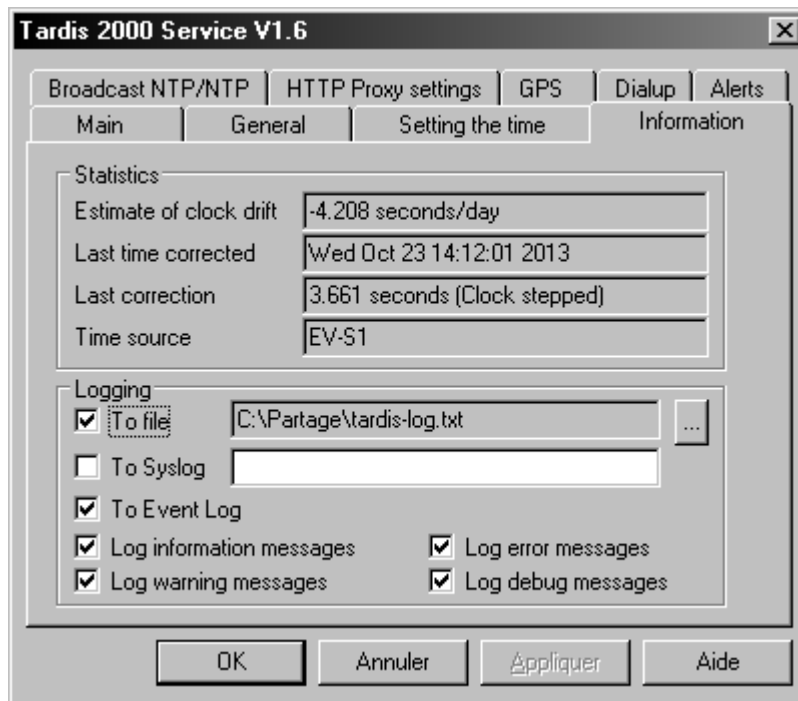 Tardis 2000 Service V1.6
Broadcast NTP/NTP HTTP Proxy settings GPS Dialup Alerts
Main General Setting the time Information
Statistics
Estimate of clock drift -4.208 seconds/day
Last time corrected Wed Oct 23 14:12:01 2013
Last correction 3.661 seconds (Clock stepped)
Time source EV-S1
Logging
To file C:\Partage\tardis-log.txt ...
To Syslog
To Event Log
Log information messages Log error messages
Log warning messages Log debug messages
OK Annuler Appliquer Aide